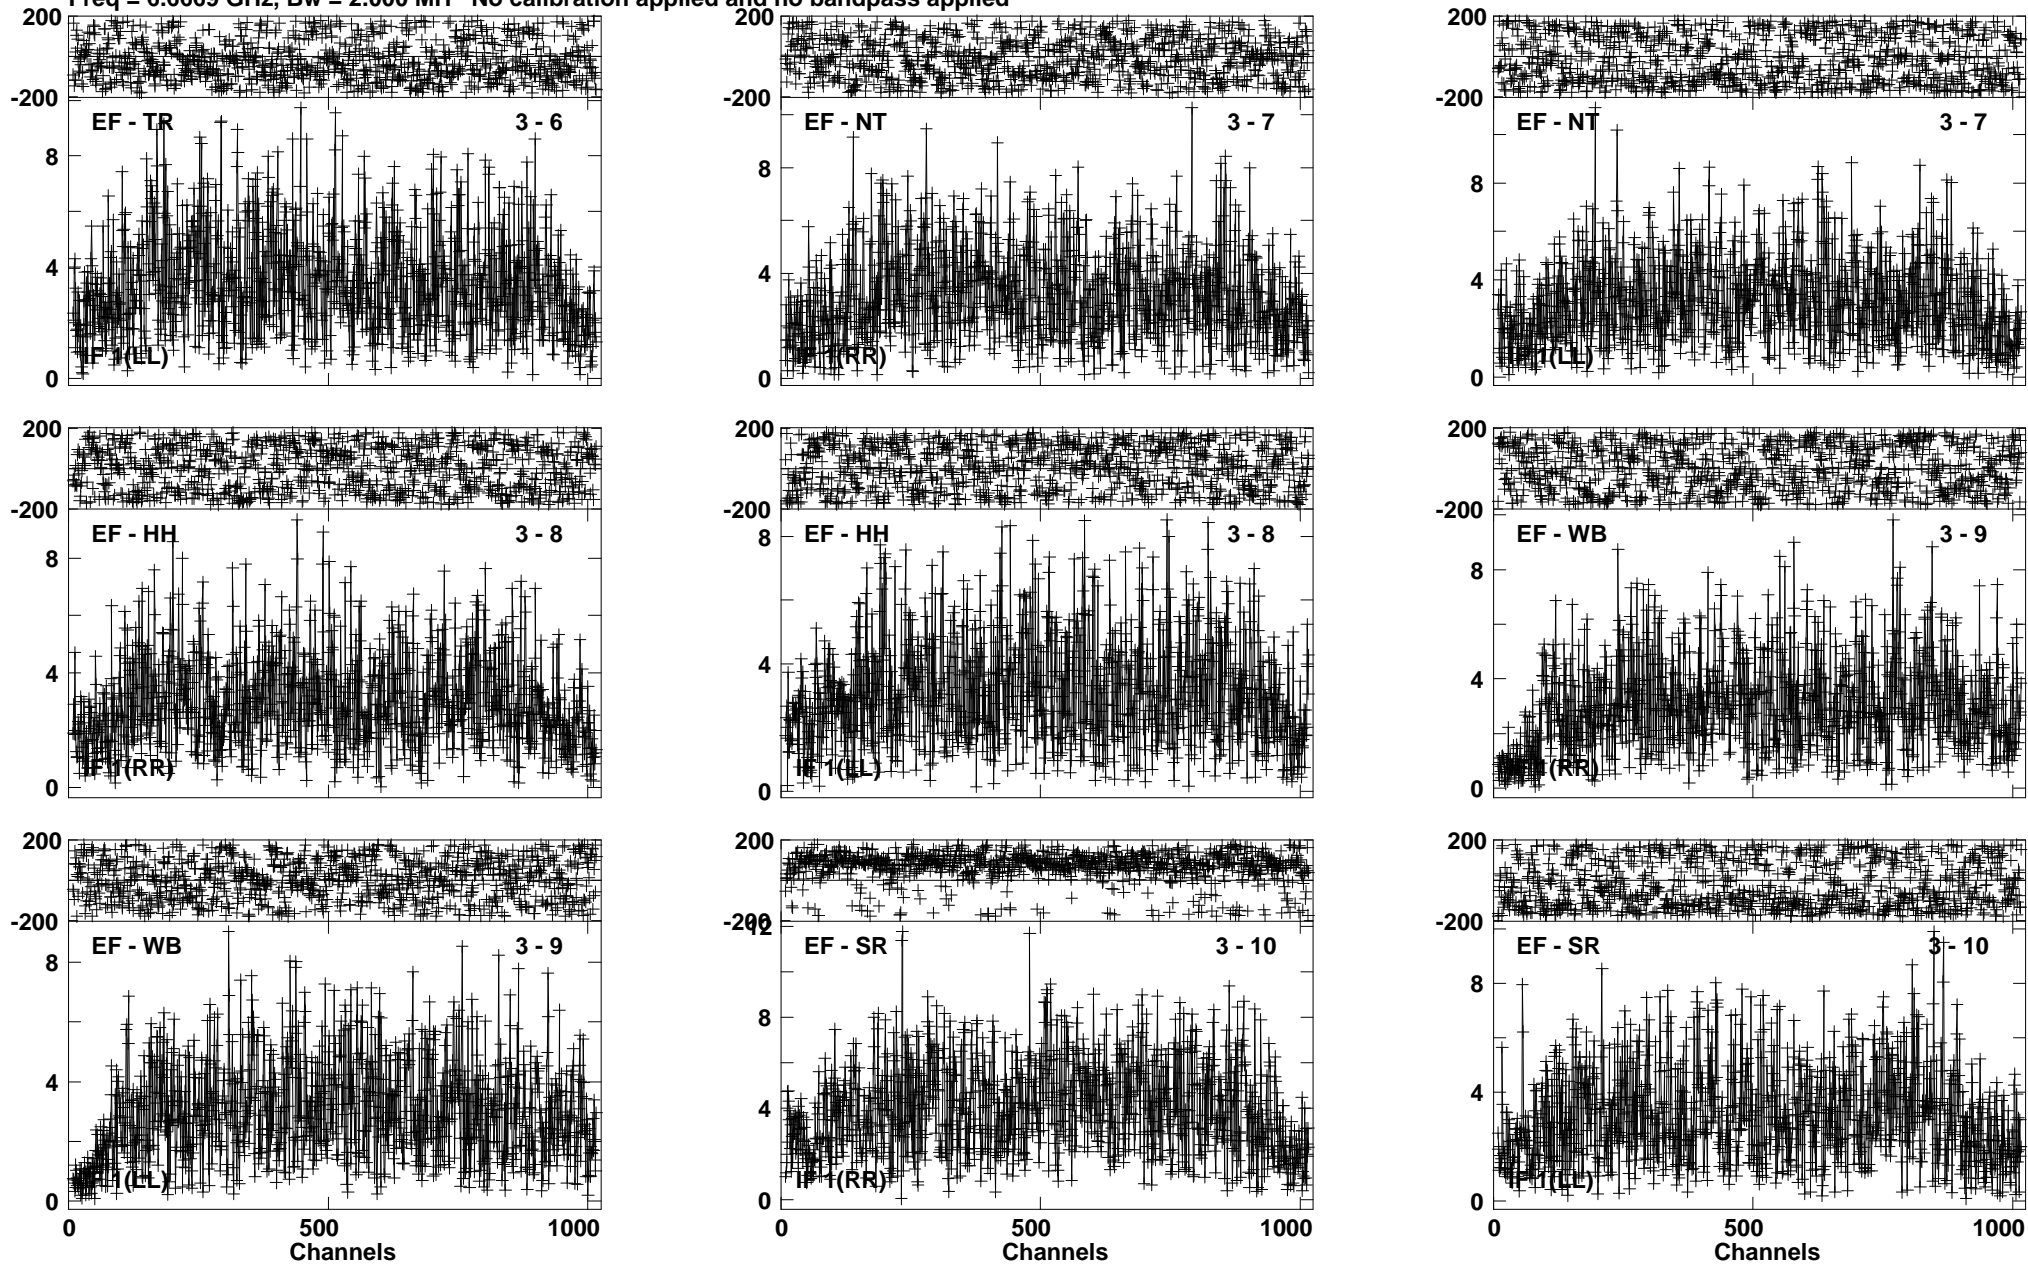 Freq = 6.6669 GHz, Bw = 2.000 MH No calibration applied and no bandpass applied
200
-200
EF - TR 3 - 6
8
4
IF 1(LL)
0
200
-200
EF - NT 3 - 7
8
4
IF 1(RR)
0
200
-200
EF - NT 3 - 7
8
4
IF 1(LL)
0
200
-200
EF - HH 3 - 8
8
4
IF 1(RR)
0
200
-200
EF - HH 3 - 8
8
4
IF 1(LL)
0
200
-200
EF - WB 3 - 9
8
4
IF 1(RR)
0
200
-200
EF - WB 3 - 9
8
4
IF 1(LL)
0
0 500 1000
Channels
200
-200
12
EF - SR 3 - 10
8
4
IF 1(RR)
0
0 500 1000
Channels
200
-200
EF - SR 3 - 10
8
4
IF 1(LL)
0
0 500 1000
Channels